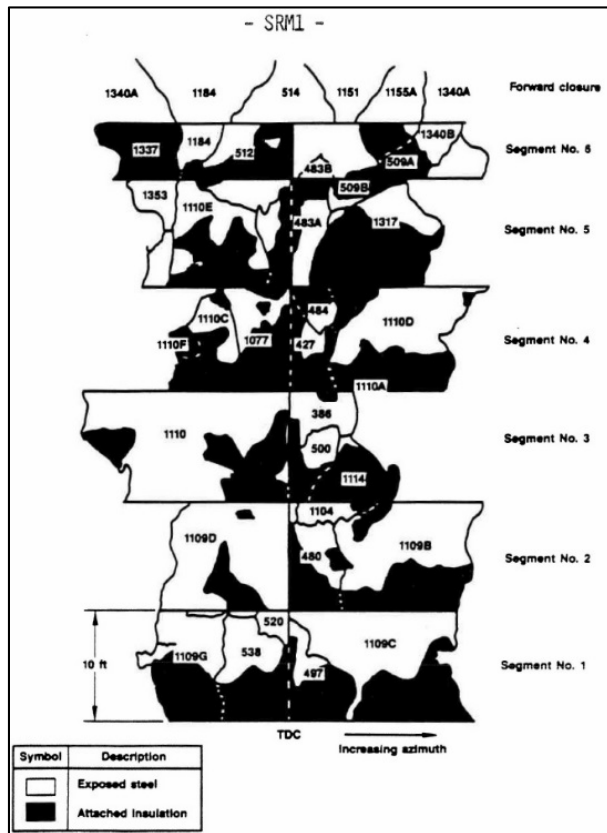 - SRM1 -
1340A 1184 514 1151 1155A 1340A Forward closure
1337 1184 512 483B 509A 1340B Segment No. 6
1353 1110E 483A 509B 1317 Segment No. 5
1110C 484 1110D Segment No. 4
1110F 1077 427
1110A
1110 386 Segment No. 3
500
1114
1104
1109D 480 1109B Segment No. 2
520
10 ft 1109G 538 497 1109C Segment No. 1
TDC
Increasing azimuth
Symbol Description
Exposed steel
Attached Insulation